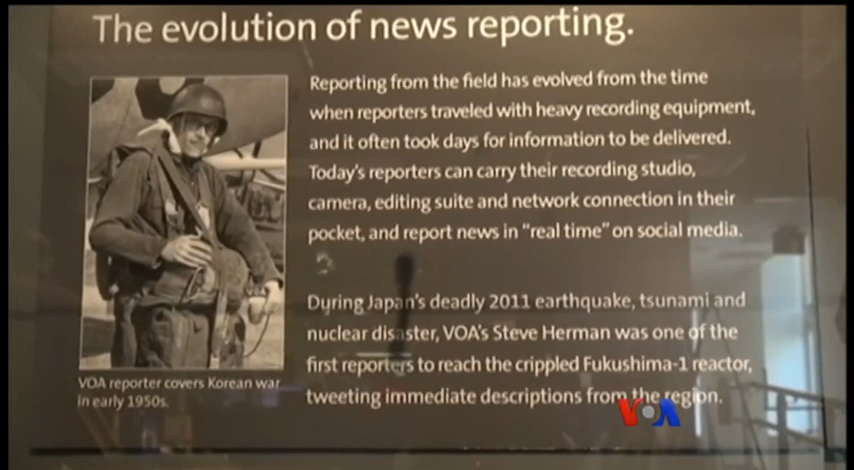 The evolution of news reporting.
Reporting from the field has evolved from the time
when reporters traveled with heavy recording equipment,
and it often took days for information to be delivered.
Today's reporters can carry their recording studio,
camera, editing suite and network connection in their
pocket, and report news in "real time" on social media.
During Japan's deadly 2011 earthquake, tsunami and
nuclear disaster, VOA's Steve Herman was one of the
first reporters to reach the crippled Fukushima-1 reactor,
tweeting immediate descriptions from the region.
VOA reporter covers Korean war
in early 1950s.
VOA